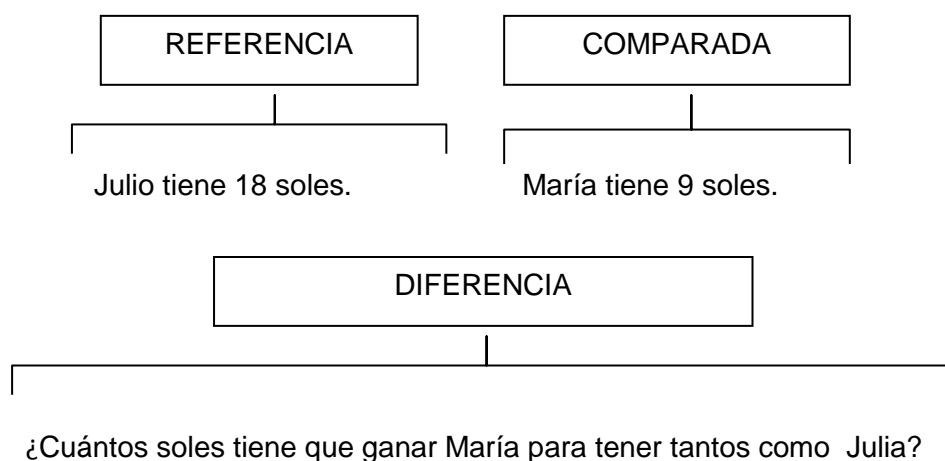 REFERENCIA
COMPARADA
Julio tiene 18 soles.
María tiene 9 soles.
DIFERENCIA
¿Cuántos soles tiene que ganar María para tener tantos como  Julia?